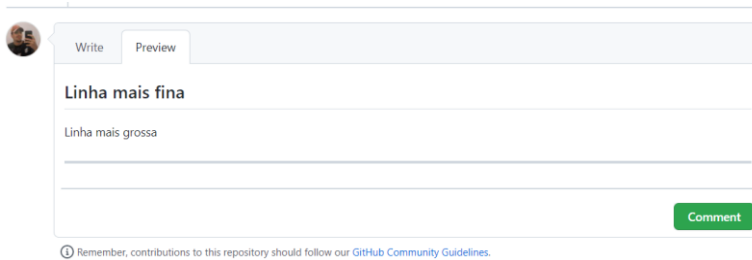 Write Preview
Linha mais fina
Linha mais grossa
Comment
Remember, contributions to this repository should follow our GitHub Community Guidelines.